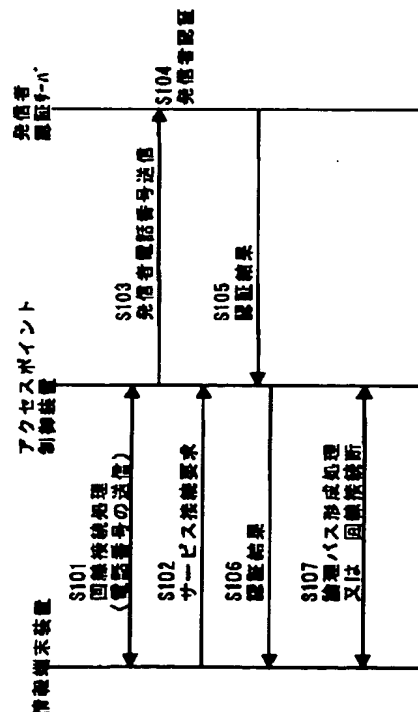 情報端末装置
アクセスポイント
制御装置
発信者
認証サーバ
S101
回線接続処理
(電話番号の送信)
S102
サービス接続要求
S103
発信者電話番号送信
S104
発信者認証
S105
認証結果
S106
認証結果
S107
論理パス形成処理
又は 回線接続断